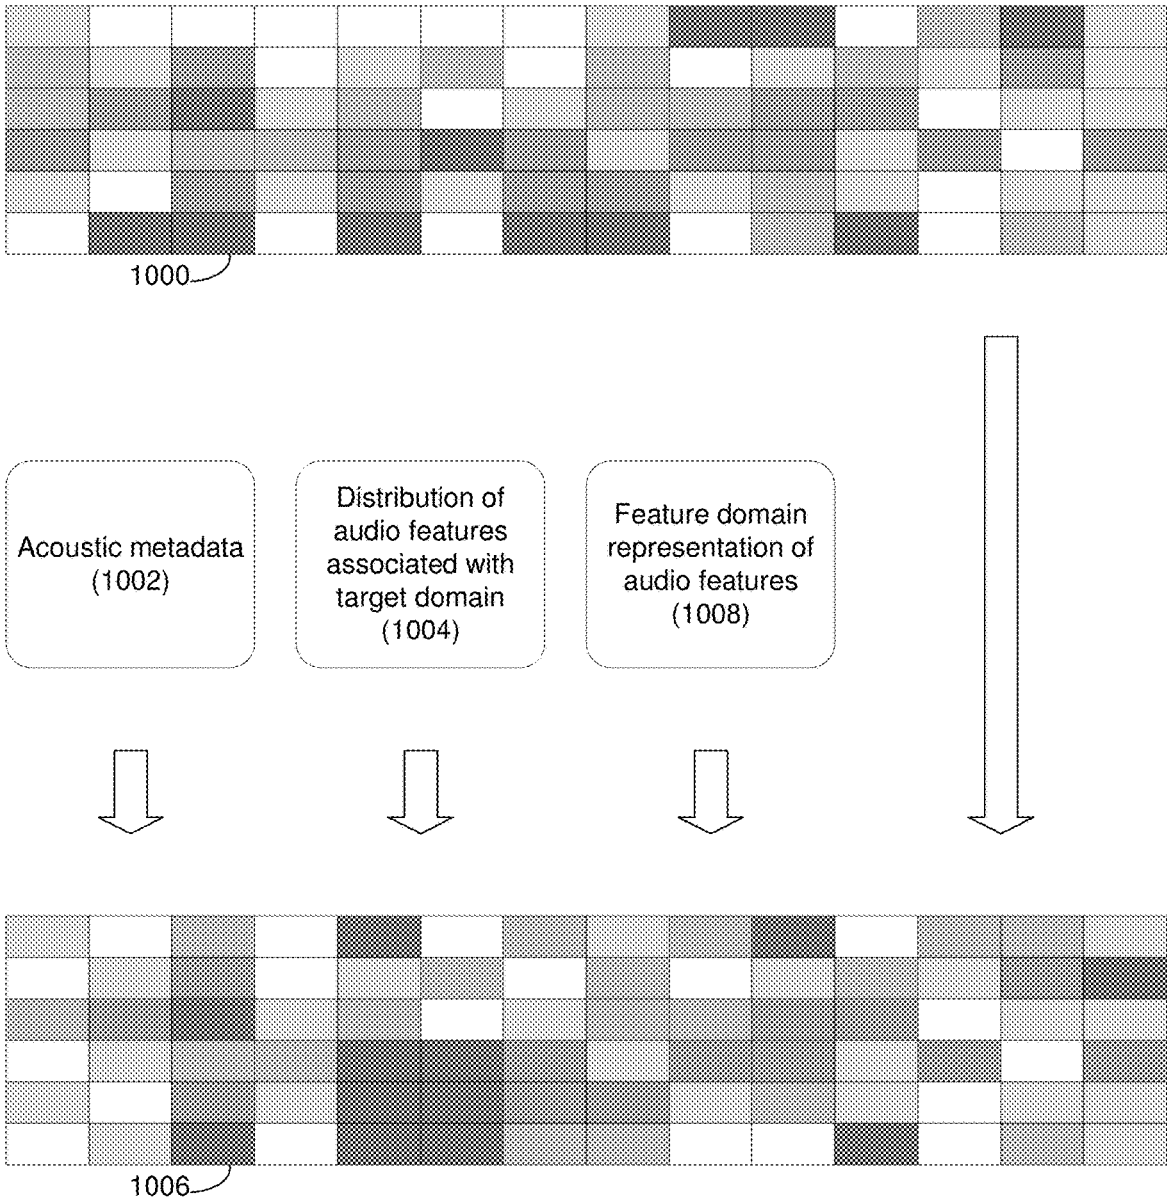 1000
Acoustic metadata
(1002)
Distribution of
audio features
associated with
target domain
(1004)
Feature domain
representation of
audio features
(1008)
1006